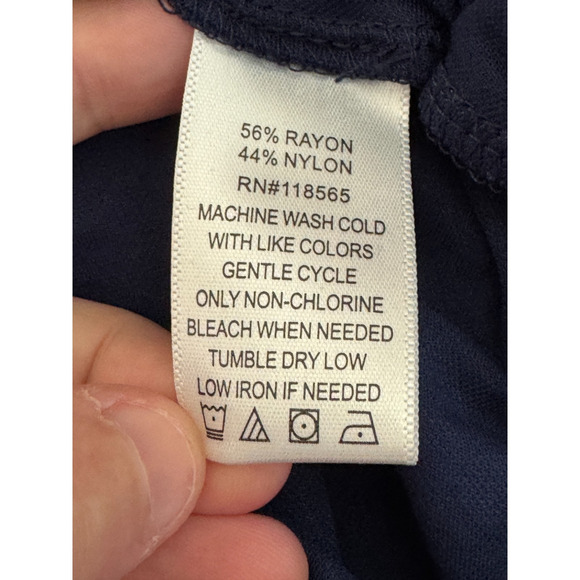 56% RAYON
44% NYLON
RN#118565
MACHINE WASH COLD
WITH LIKE COLORS
GENTLE CYCLE
ONLY NON-CHLORINE
BLEACH WHEN NEEDED
TUMBLE DRY LOW
LOW IRON IF NEEDED